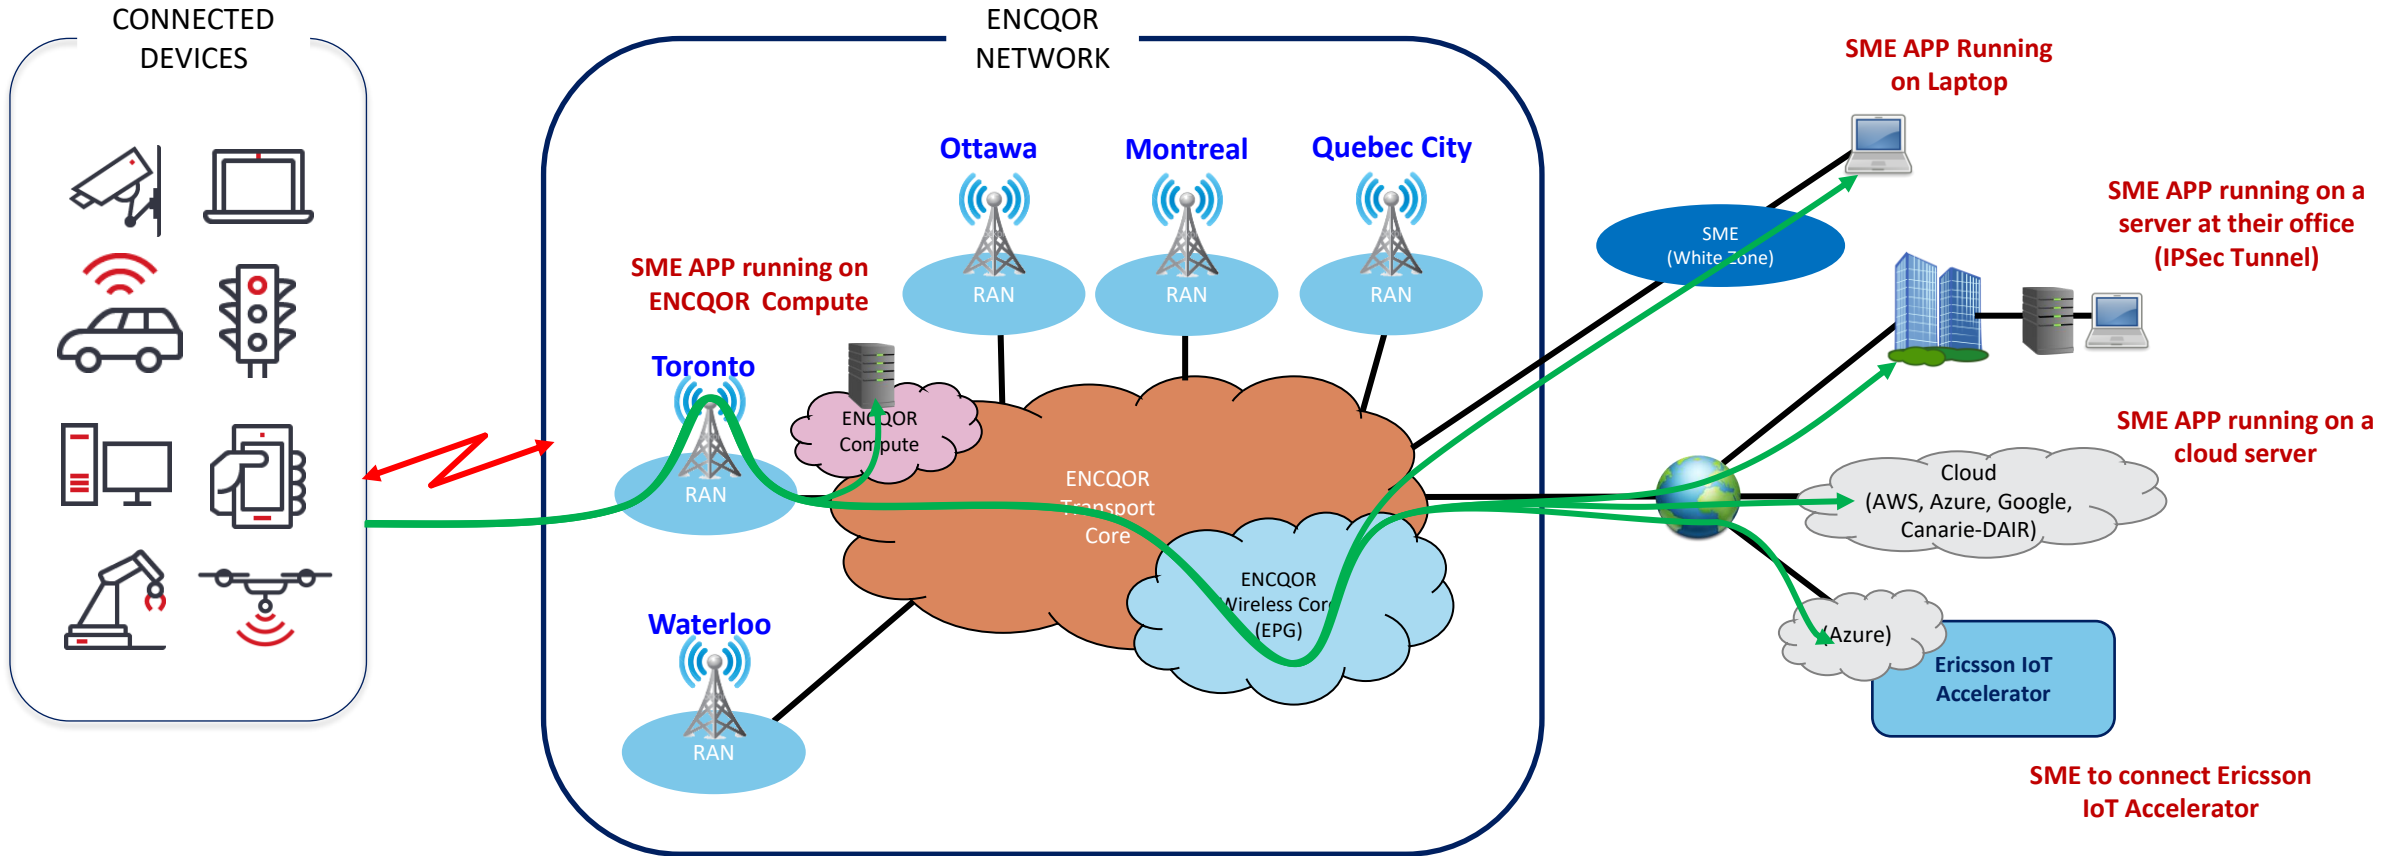 CONNECTED
DEVICES
ENCQOR
NETWORK
Ottawa
RAN
Montreal
RAN
Quebec City
RAN
SME APP running on
ENCQOR  Compute
Toronto
RAN
ENCQOR
Compute
ENCQOR
Transport
Core
ENCQOR
Wireless Core
(EPG)
Waterloo
RAN
SME APP Running
on Laptop
SME
(White Zone)
SME APP running on a
server at their office
(IPSec Tunnel)
SME APP running on a
cloud server
Cloud
(AWS, Azure, Google,
Canarie-DAIR)
(Azure)
Ericsson IoT
Accelerator
SME to connect Ericsson
IoT Accelerator